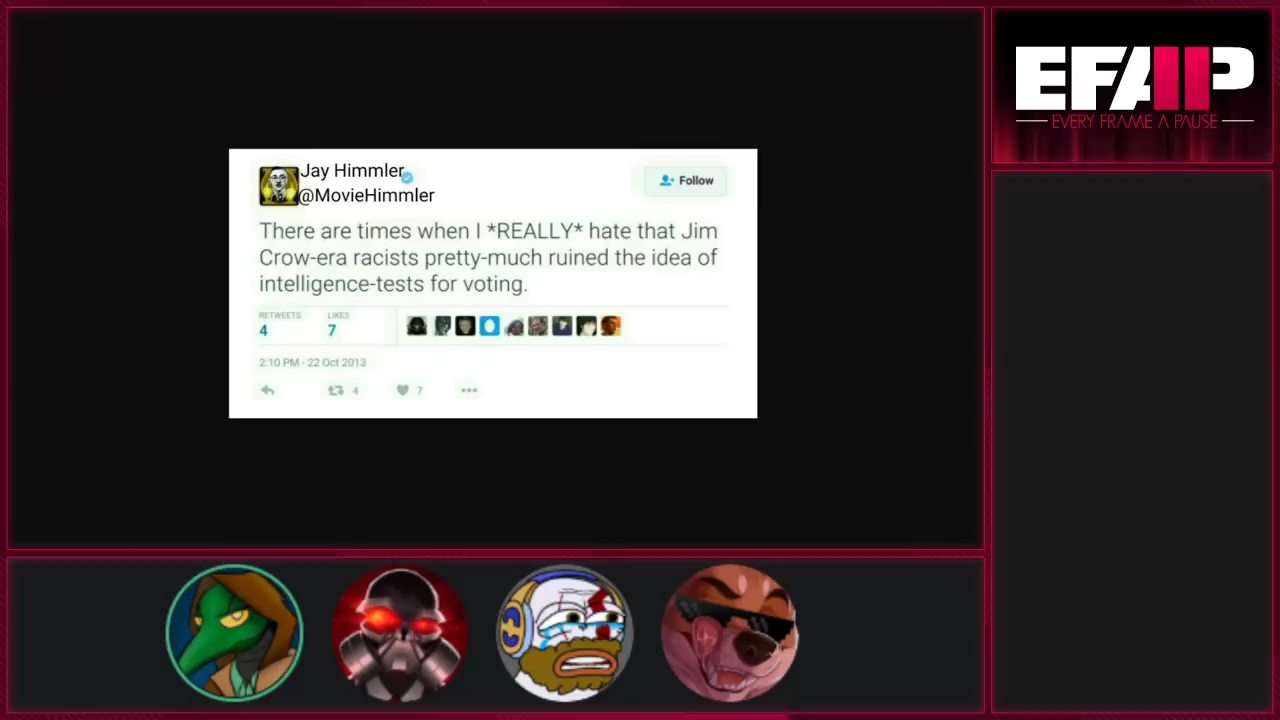 EFAP
EVERY FRAME A PAUSE
Jay Himmler
@MovieHimmler
Follow
There are times when I *REALLY* hate that Jim
Crow-era racists pretty-much ruined the idea of
intelligence-tests for voting.
RETWEETS LIKES
4 7
2:10 PM - 22 Oct 2013
4 7